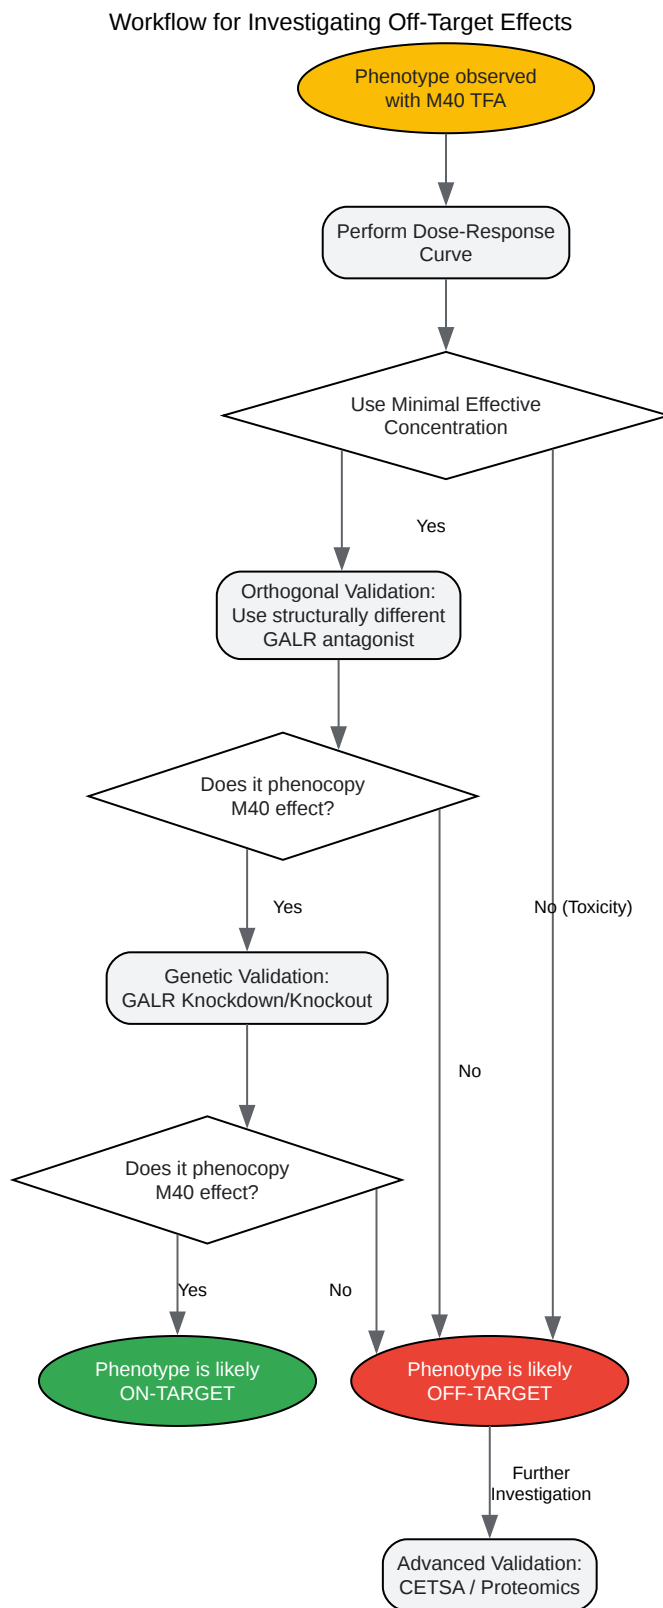 Workflow for Investigating Off-Target Effects
Phenotype observed
with M40 TFA
Perform Dose-Response
Curve
Use Minimal Effective
Concentration
Yes
Orthogonal Validation:
Use structurally different
GALR antagonist
Does it phenocopy
M40 effect?
Yes
No (Toxicity)
Genetic Validation:
GALR Knockdown/Knockout
No
Does it phenocopy
M40 effect?
Yes
No
Phenotype is likely
ON-TARGET
Phenotype is likely
OFF-TARGET
Further
Investigation
Advanced Validation:
CETSA / Proteomics